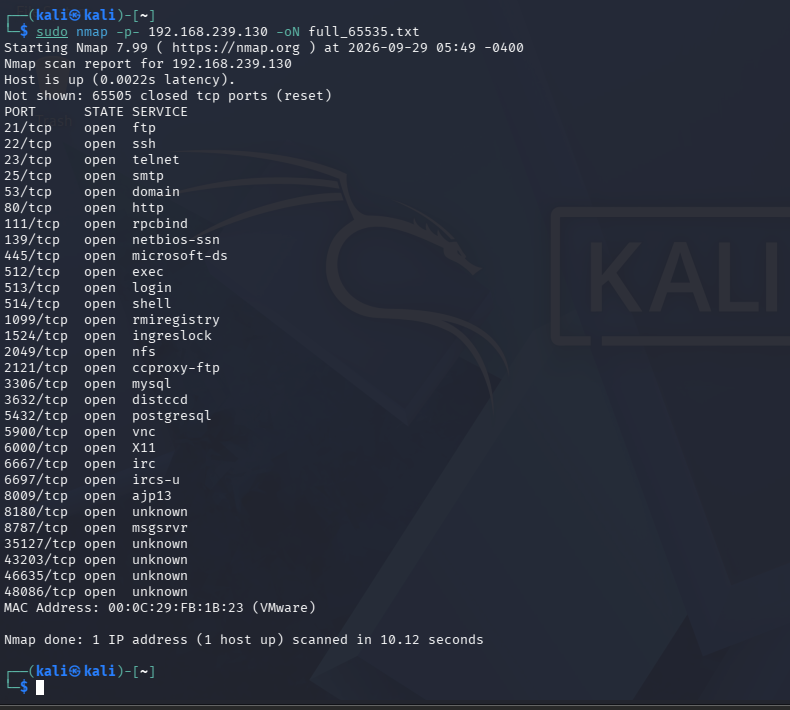 ┌──(kali㉿kali)-[~]
└─$ sudo nmap -p- 192.168.239.130 -oN full_65535.txt
Starting Nmap 7.99 ( https://nmap.org ) at 2026-09-29 05:49 -0400
Nmap scan report for 192.168.239.130
Host is up (0.0022s latency).
Not shown: 65505 closed tcp ports (reset)
PORT      STATE SERVICE
21/tcp    open  ftp
22/tcp    open  ssh
23/tcp    open  telnet
25/tcp    open  smtp
53/tcp    open  domain
80/tcp    open  http
111/tcp   open  rpcbind
139/tcp   open  netbios-ssn
445/tcp   open  microsoft-ds
512/tcp   open  exec
513/tcp   open  login
514/tcp   open  shell
1099/tcp  open  rmiregistry
1524/tcp  open  ingreslock
2049/tcp  open  nfs
2121/tcp  open  ccproxy-ftp
3306/tcp  open  mysql
3632/tcp  open  distccd
5432/tcp  open  postgresql
5900/tcp  open  vnc
6000/tcp  open  X11
6667/tcp  open  irc
6697/tcp  open  ircs-u
8009/tcp  open  ajp13
8180/tcp  open  unknown
8787/tcp  open  msgsrvr
35127/tcp open  unknown
43203/tcp open  unknown
46635/tcp open  unknown
48086/tcp open  unknown
MAC Address: 00:0C:29:FB:1B:23 (VMware)
Nmap done: 1 IP address (1 host up) scanned in 10.12 seconds
┌──(kali㉿kali)-[~]
└─$
KALI